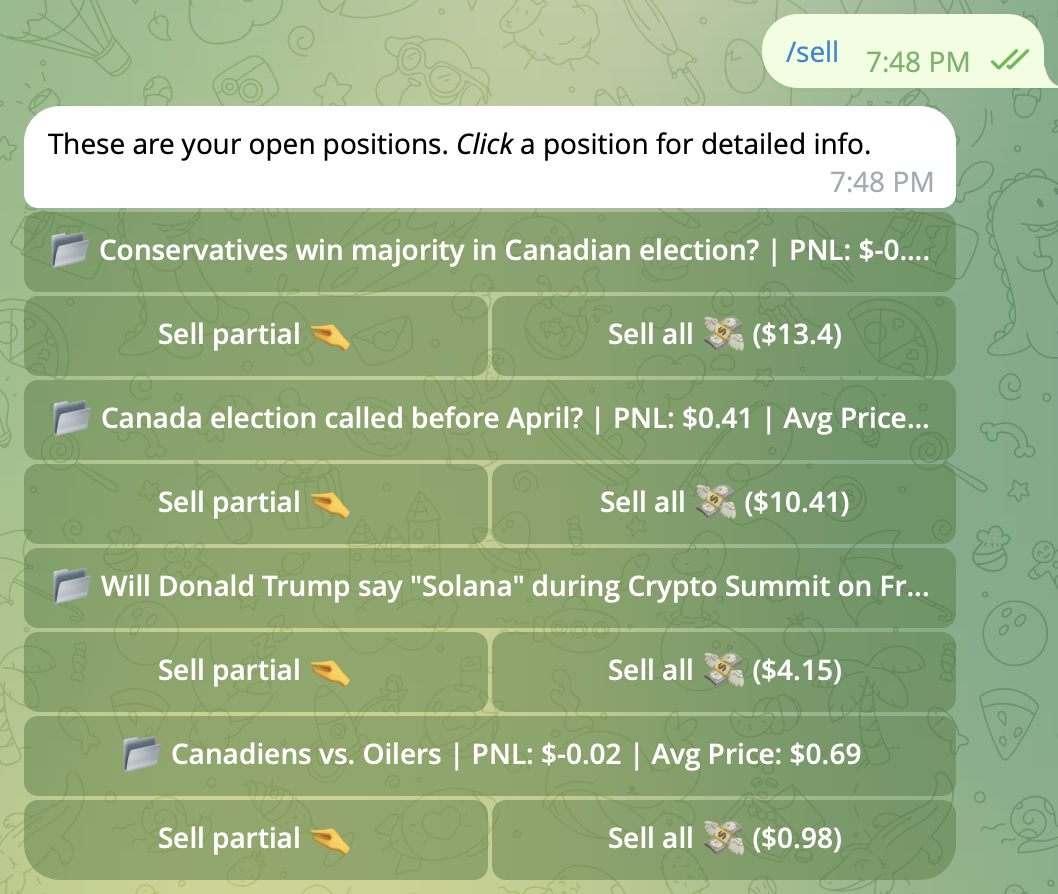 /sell 7:48 PM
These are your open positions. Click a position for detailed info.
7:48 PM
Conservatives win majority in Canadian election? | PNL: $-0....
Sell partial Sell all ($13.4)
Canada election called before April? | PNL: $0.41 | Avg Price...
Sell partial Sell all ($10.41)
Will Donald Trump say "Solana" during Crypto Summit on Fr...
Sell partial Sell all ($4.15)
Canadiens vs. Oilers | PNL: $-0.02 | Avg Price: $0.69
Sell partial Sell all ($0.98)